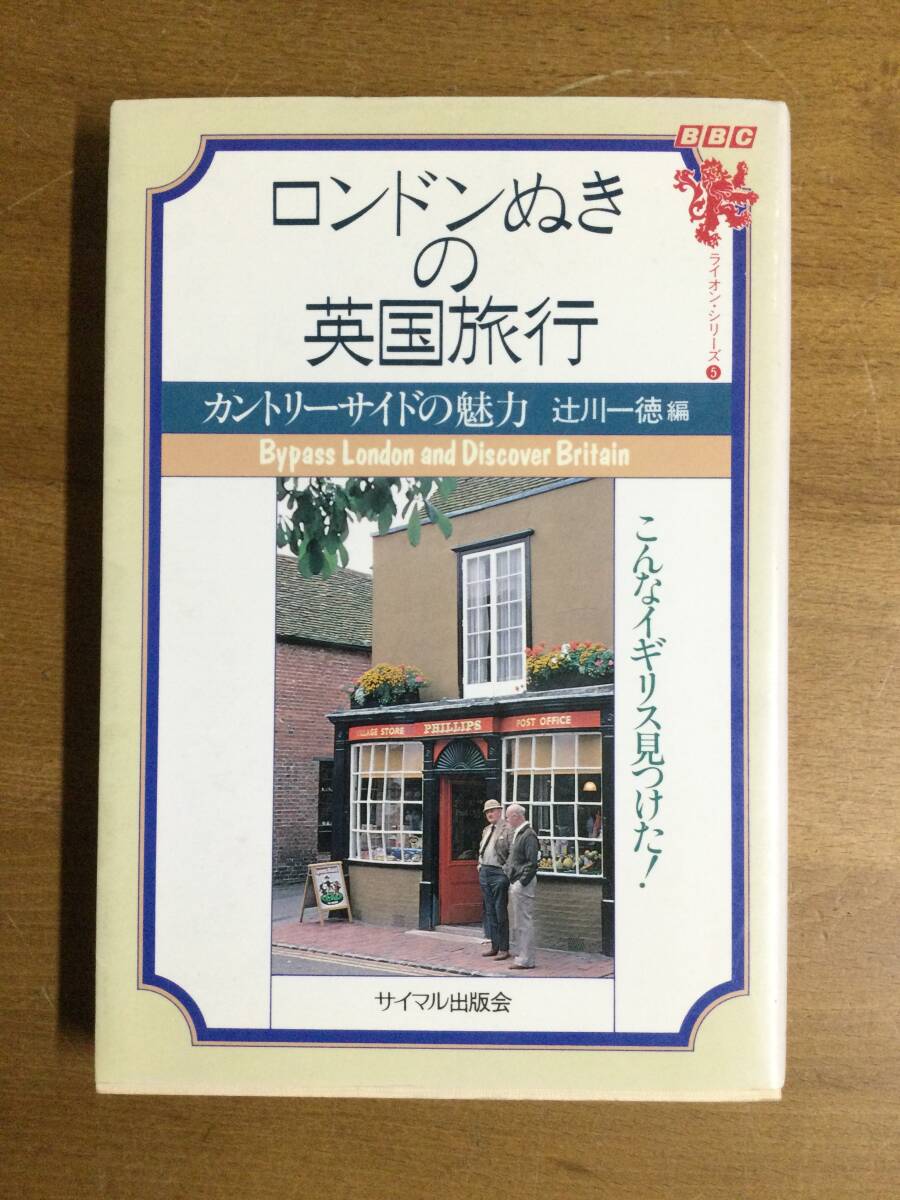 BBC
ライオン・シリーズ5
ロンドンぬき
の
英国旅行
カントリーサイドの魅力 辻川一徳編
Bypass London and Discover Britain
こんなイギリス見つけた!
VILLAGE STORE PHILLIPS POST OFFICE
サイマル出版会